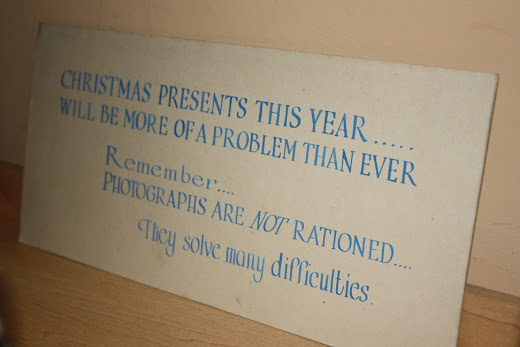 CHRISTMAS PRESENTS THIS YEAR.....
WILL BE MORE OF A PROBLEM THAN EVER
Remember....
PHOTOGRAPHS ARE NOT RATIONED....
They solve many difficulties.